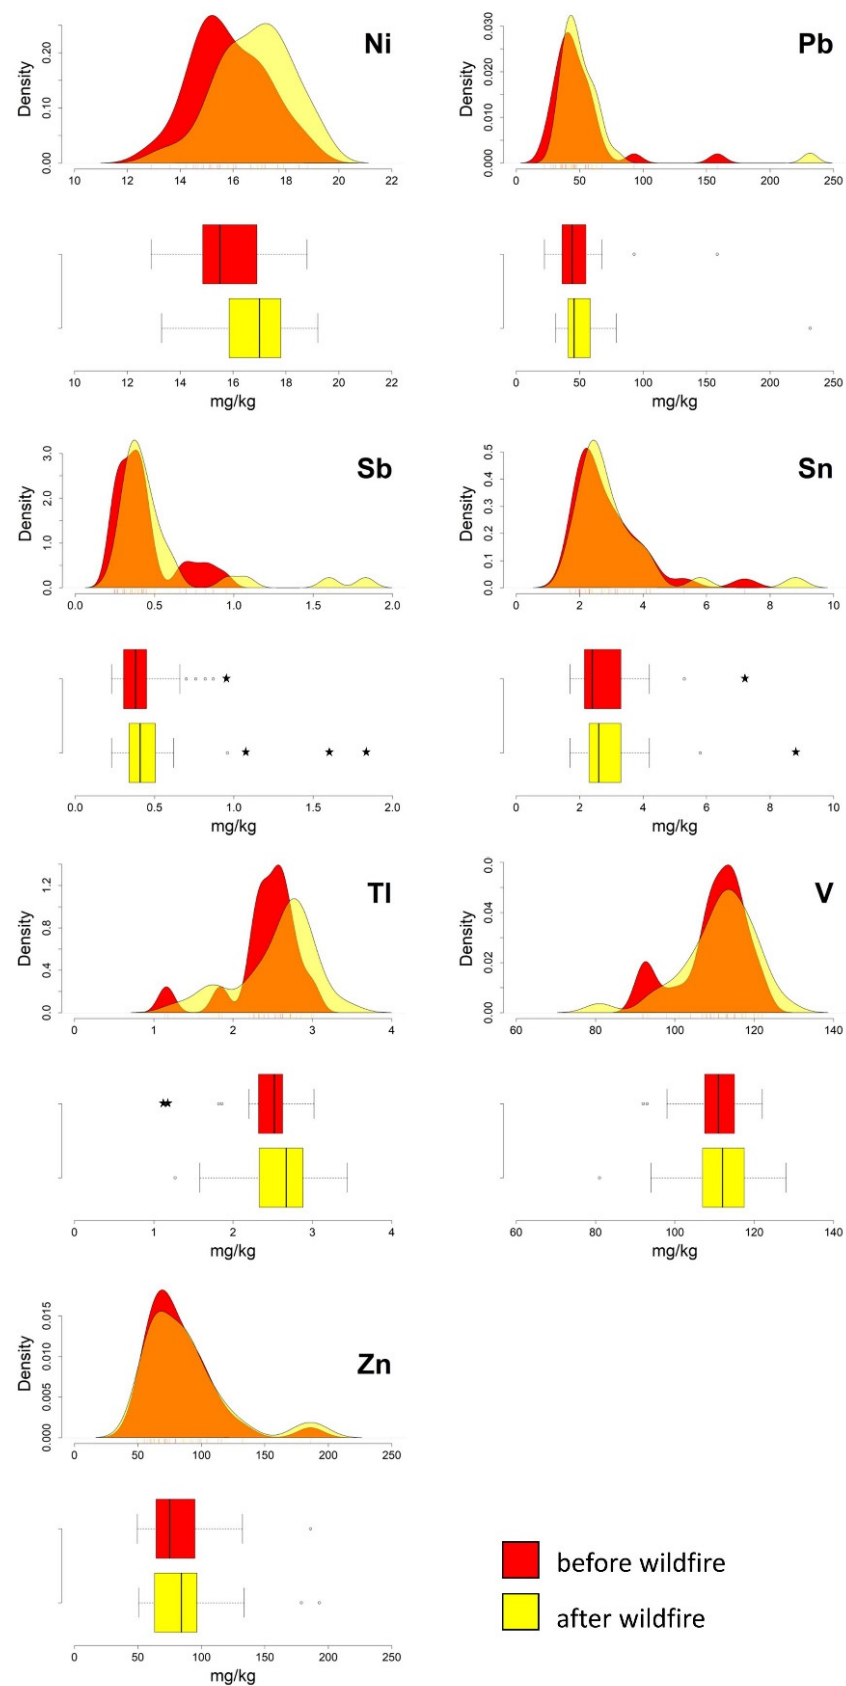 Ni
Density
0.00 0.10 0.20
10 12 14 16 18 20 22
10 12 14 16 18 20 22
mg/kg
Pb
Density
0.000 0.010 0.020 0.030
0 50 100 150 200 250
0 50 100 150 200 250
mg/kg
Sb
Density
0.0 1.0 2.0 3.0
0.0 0.5 1.0 1.5 2.0
0.0 0.5 1.0 1.5 2.0
mg/kg
Sn
Density
0.0 0.1 0.2 0.3 0.4 0.5
0 2 4 6 8 10
0 2 4 6 8 10
mg/kg
Tl
Density
0.0 0.4 0.8 1.2
0 1 2 3 4
0 1 2 3 4
mg/kg
V
Density
0.00 0.02 0.04 0.0
60 80 100 120 140
60 80 100 120 140
mg/kg
Zn
Density
0.000 0.005 0.010 0.015
0 50 100 150 200 250
0 50 100 150 200 250
mg/kg
before wildfire
after wildfire